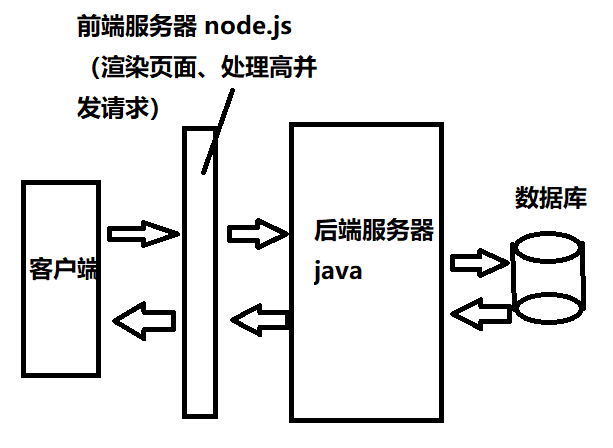 前端服务器 node.js
（渲染页面、处理高并
发请求）
客户端
后端服务器
java
数据库